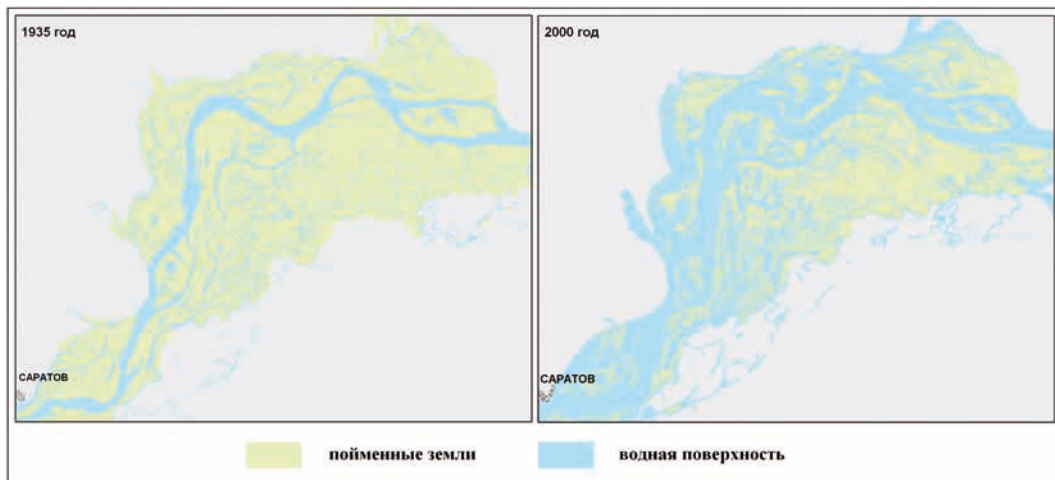 1935 год
2000 год
САРАТОВ
САРАТОВ
пойменные земли
водная поверхность